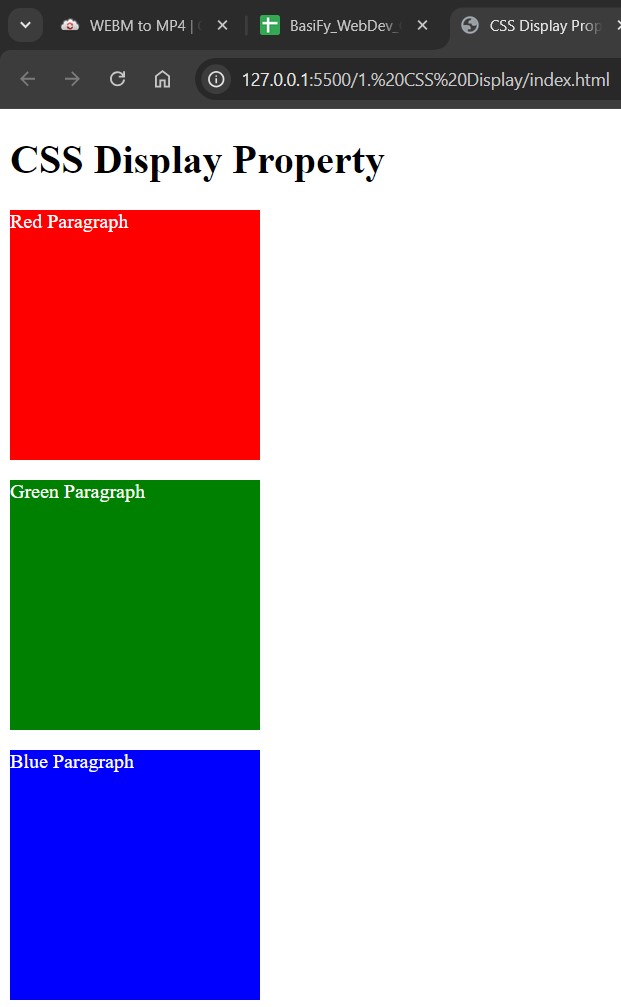 WEBM to MP4 |
BasiFy_WebDev_
CSS Display Prop
127.0.0.1:5500/1.%20CSS%20Display/index.html
CSS Display Property
Red Paragraph
Green Paragraph
Blue Paragraph